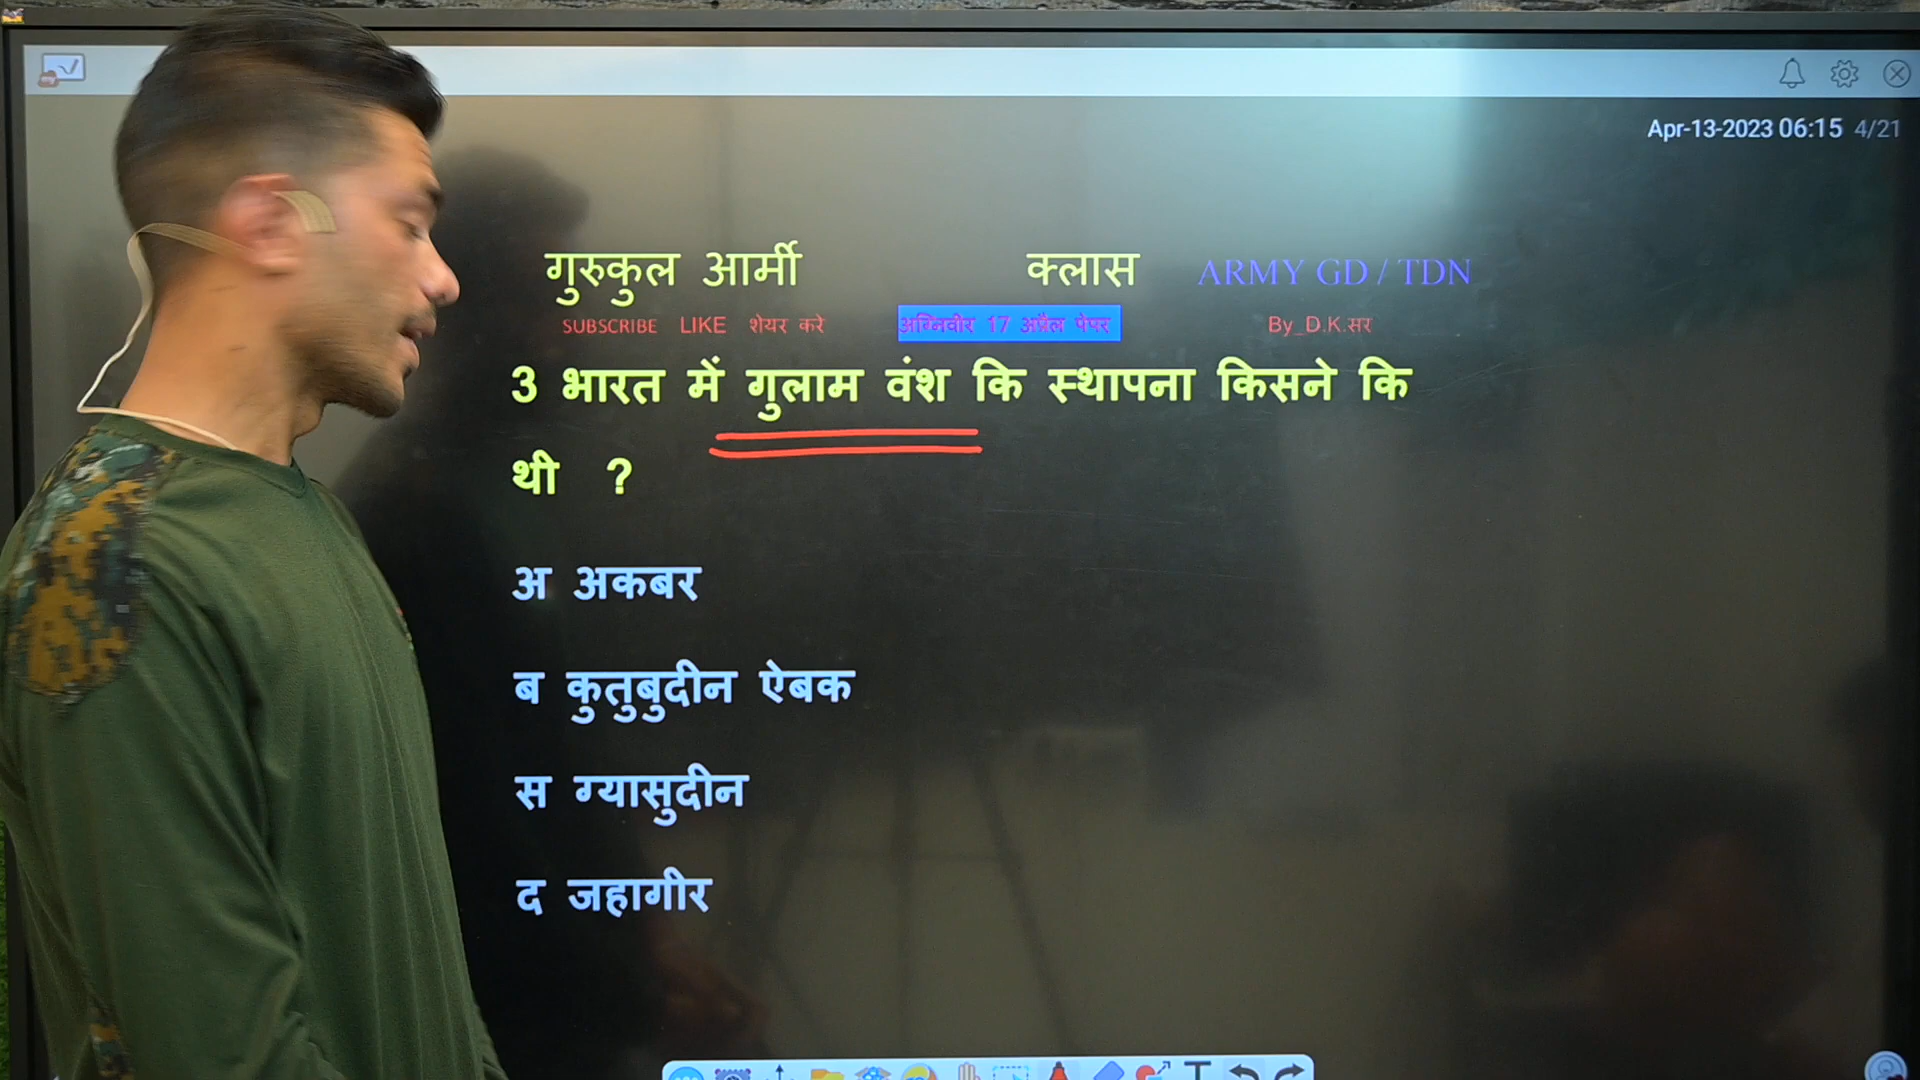 Apr-13-2023 06:15 4/21
गुरुकुल आर्मी क्लास ARMY GD / TDN
SUBSCRIBE LIKE शेयर करे अग्निवीर 17 अप्रैल पेपर By_D.K.सर
3 भारत में गुलाम वंश कि स्थापना किसने कि
थी ?
अ अकबर
ब कुतुबुदीन ऐबक
स ग्यासुदीन
द जहागीर